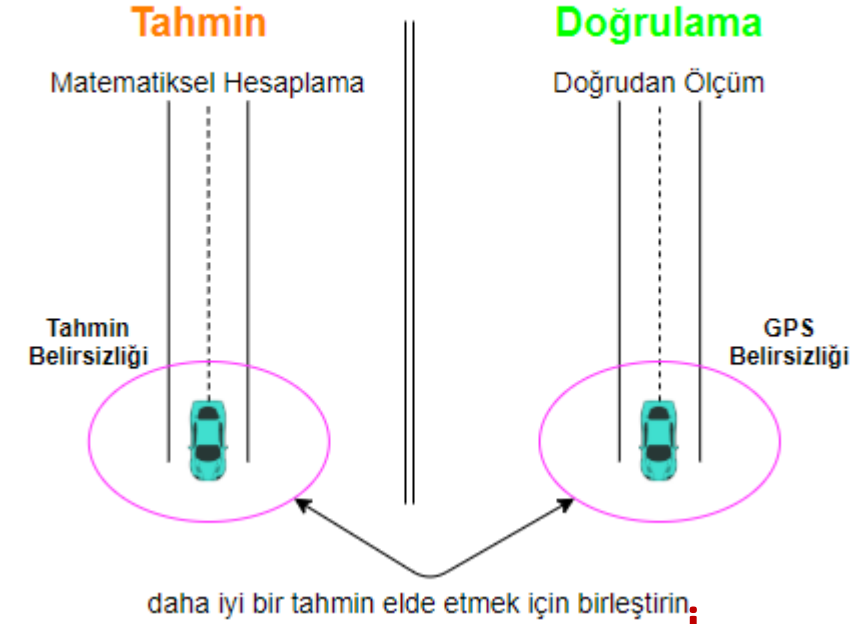 Tahmin
Doğrulama
Matematiksel Hesaplama
Doğrudan Ölçüm
Tahmin
Belirsizliği
GPS
Belirsizliği
daha iyi bir tahmin elde etmek için birleştirin.